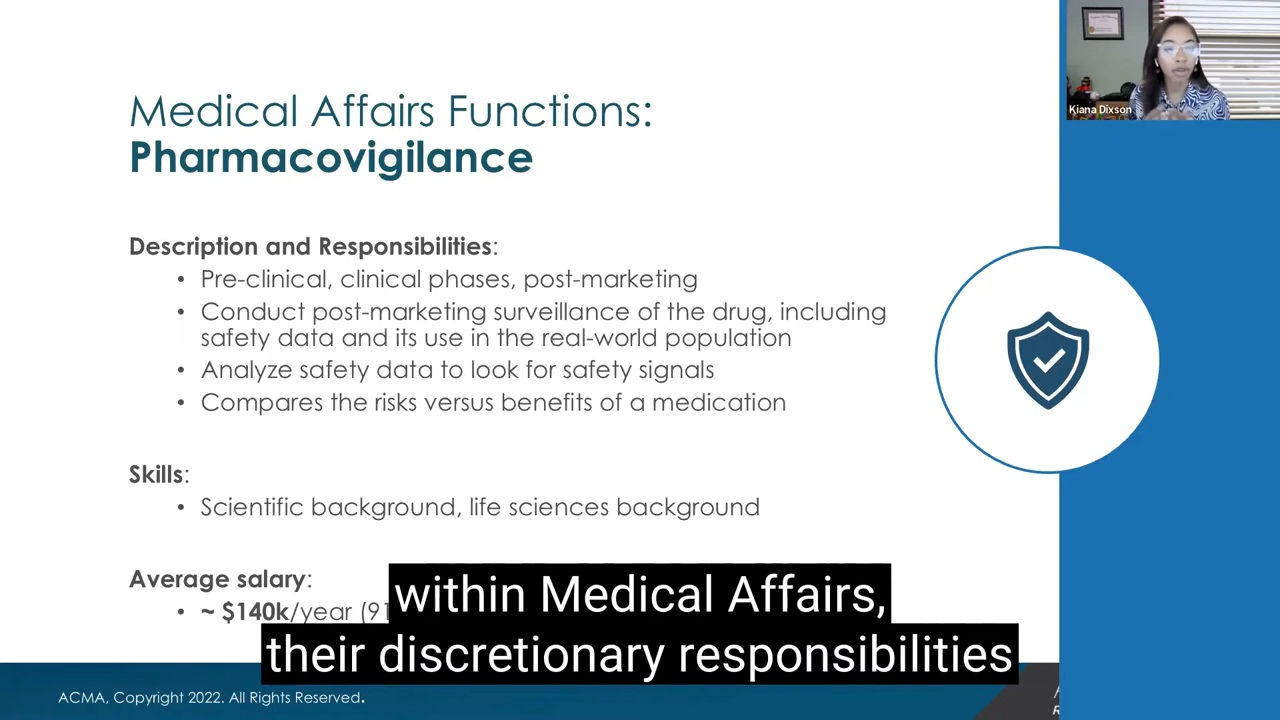 Medical Affairs Functions:
Pharmacovigilance
Kiana Dixson
Description and Responsibilities:
• Pre-clinical, clinical phases, post-marketing
• Conduct post-marketing surveillance of the drug, including
safety data and its use in the real-world population
• Analyze safety data to look for safety signals
• Compares the risks versus benefits of a medication
Skills:
• Scientific background, life sciences background
Average salary:
• ~ $140k/year (91
within Medical Affairs,
their discretionary responsibilities
ACMA, Copyright 2022. All Rights Reserved.